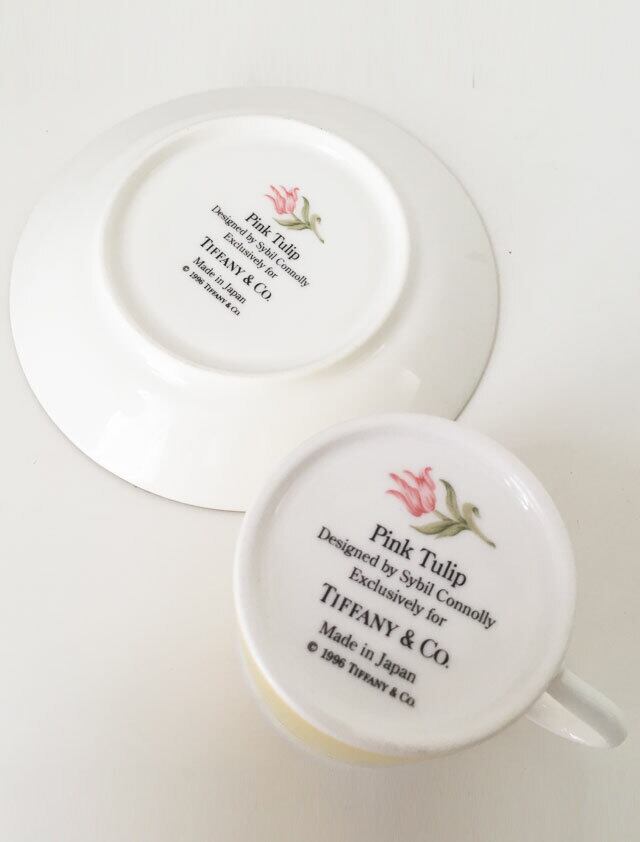 Pink Tulip
Designed by Sybil Connolly
Exclusively for
TIFFANY & CO.
Made in Japan
© 1996 TIFFANY & CO.
Pink Tulip
Designed by Sybil Connolly
Exclusively for
TIFFANY & CO.
Made in Japan
© 1996 TIFFANY & CO.